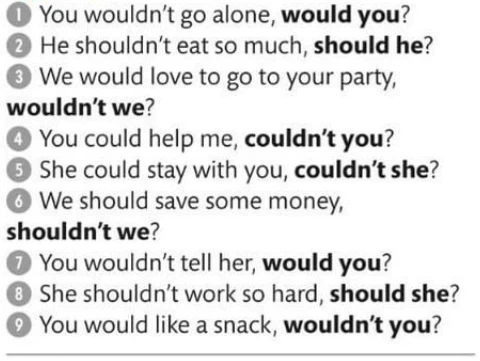 1 You wouldn't go alone, would you?
2 He shouldn't eat so much, should he?
3 We would love to go to your party,
wouldn't we?
4 You could help me, couldn't you?
5 She could stay with you, couldn't she?
6 We should save some money,
shouldn't we?
7 You wouldn't tell her, would you?
8 She shouldn't work so hard, should she?
9 You would like a snack, wouldn't you?